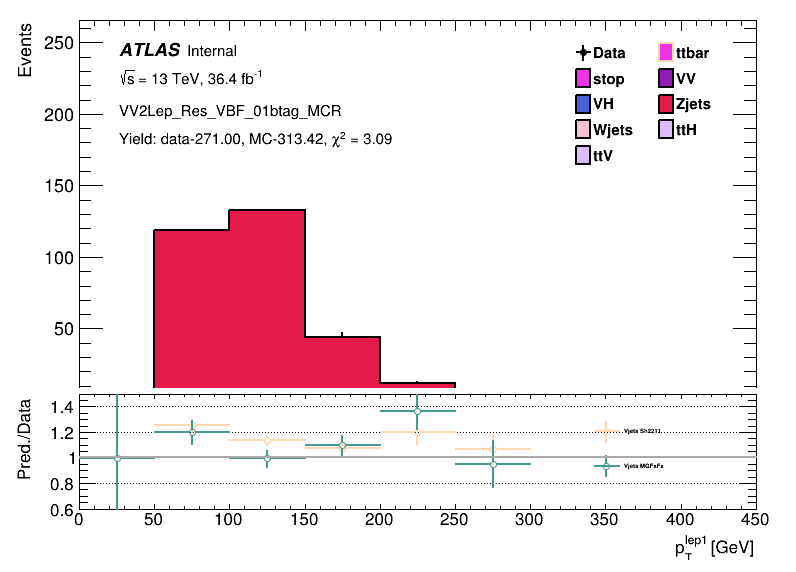 Events
250
200
150
100
50
ATLAS Internal
√s = 13 TeV, 36.4 fb⁻¹
VV2Lep_Res_VBF_01btag_MCR
Yield: data-271.00, MC-313.42, χ² = 3.09
Data
ttbar
stop
VV
VH
Zjets
Wjets
ttH
ttV
Pred./Data
1.4
1.2
1
0.8
0.6
Vjets Sh2211
Vjets MGFxFx
0 50 100 150 200 250 300 350 400 450
p_T^lep1 [GeV]